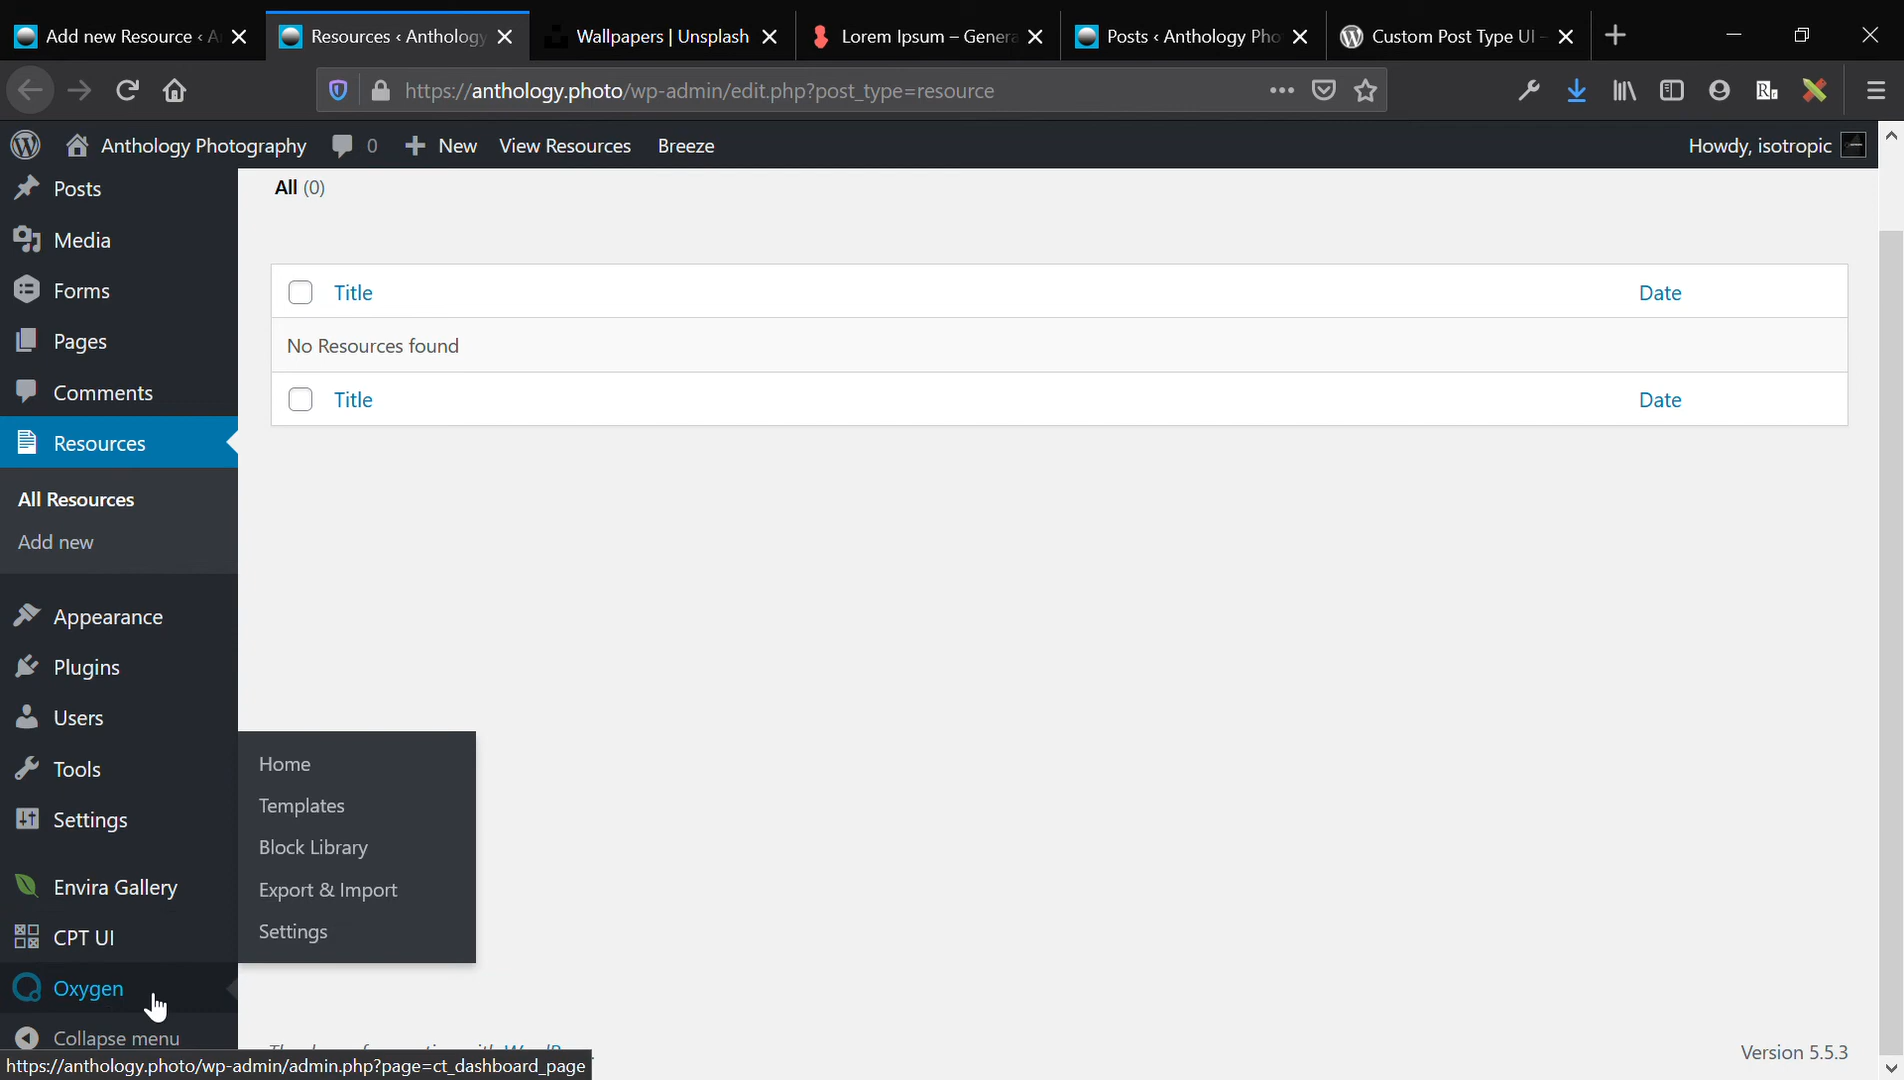 Add new Resource ‹ A
Resources ‹ Anthology
Wallpapers | Unsplash
Lorem Ipsum – Genera
Posts ‹ Anthology Pho
Custom Post Type UI –
https://anthology.photo/wp-admin/edit.php?post_type=resource
Anthology Photography
0
New
View Resources
Breeze
Howdy, isotropic
Posts
All (0)
Media
Forms
Title
Date
Pages
No Resources found
Comments
Title
Date
Resources
All Resources
Add new
Appearance
Plugins
Users
Tools
Settings
Home
Templates
Block Library
Export & Import
Settings
Envira Gallery
CPT UI
Oxygen
Collapse menu
Version 5.5.3
https://anthology.photo/wp-admin/admin.php?page=ct_dashboard_page